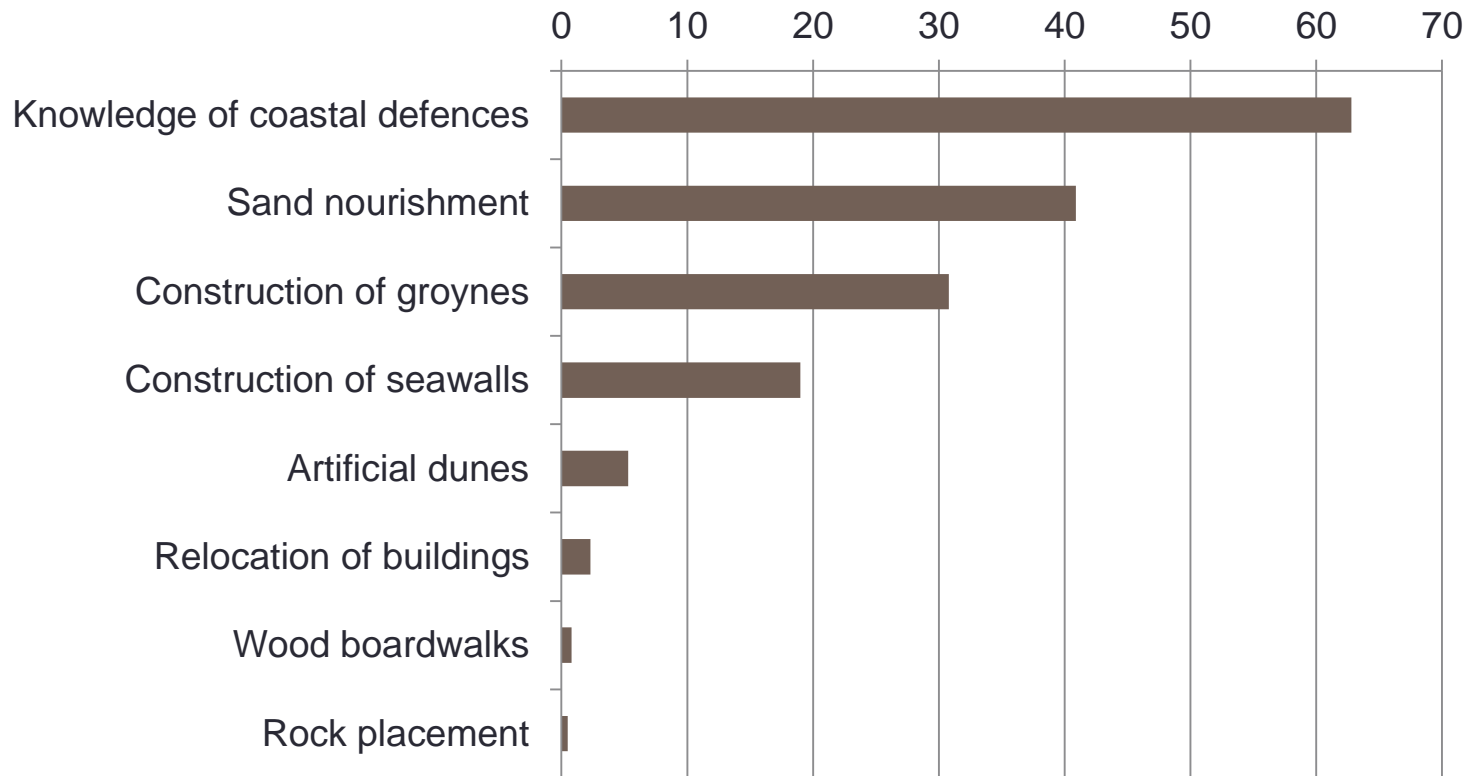 0 10 20 30 40 50 60 70
Knowledge of coastal defences
Sand nourishment
Construction of groynes
Construction of seawalls
Artificial dunes
Relocation of buildings
Wood boardwalks
Rock placement